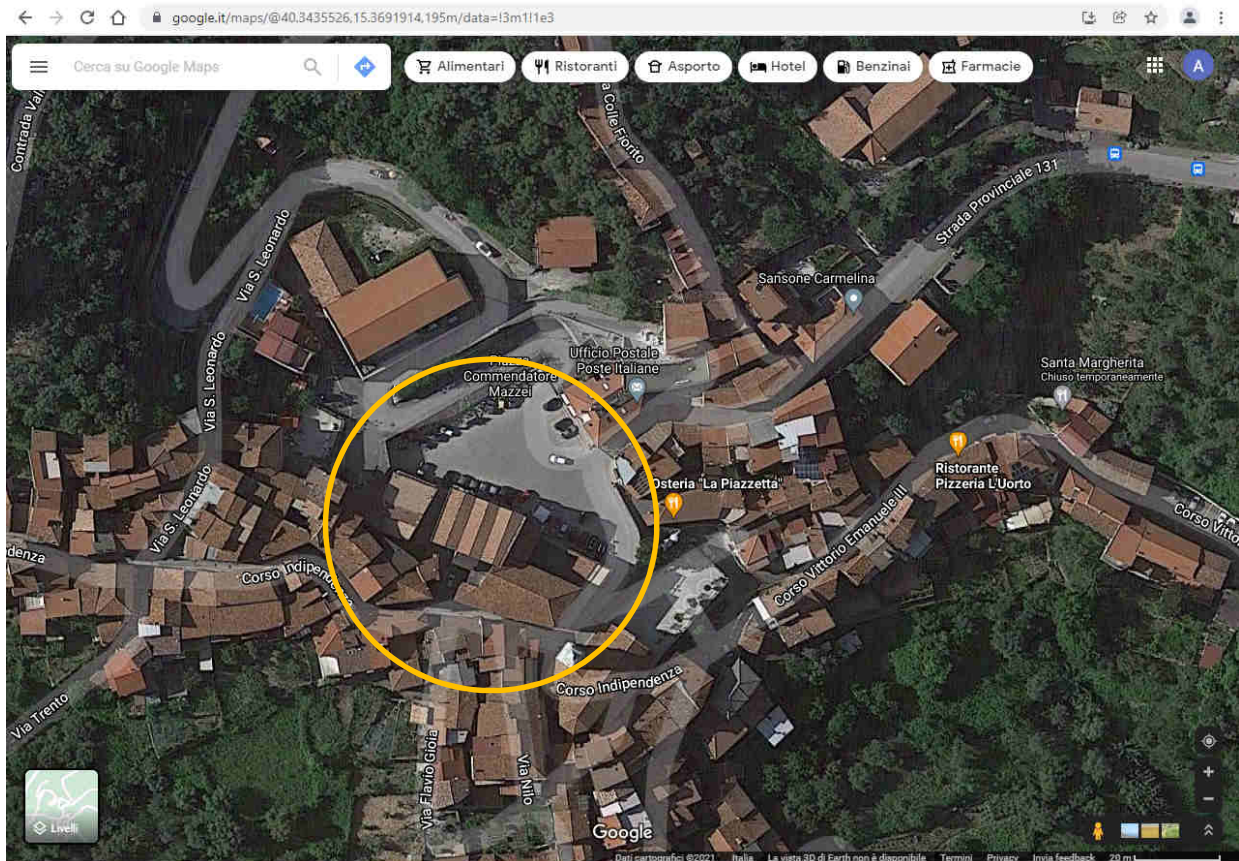 google.it/maps/@40.3435526,15.3691914,195m/data=!3m1!1e3
Cerca su Google Maps
Alimentari
Ristoranti
Asporto
Hotel
Benzinai
Farmacie
A
Contrada Val
a Colle Fiorito
Strada Provinciale 131
Via S. Leonardo
Sansone Carmelina
Via S. Leonardo
Ufficio Postale
Poste Italiane
Piazza
Commendatore
Mazzei
Santa Margherita
Chiuso temporaneamente
Osteria "La Piazzetta"
Ristorante
Pizzeria L'Uorto
Via S. Leonardo
Corso Vittorio Emanuele III
Corso Vitto
ndenza
Corso Indipendenza
Corso Indipendenza
Via Trento
Via Flavio Gioia
Via Nilo
Livelli
Google
Dati cartografici ©2021
Italia
La vista 3D di Earth non è disponibile
Termini
Privacy
Invia feedback
20 m